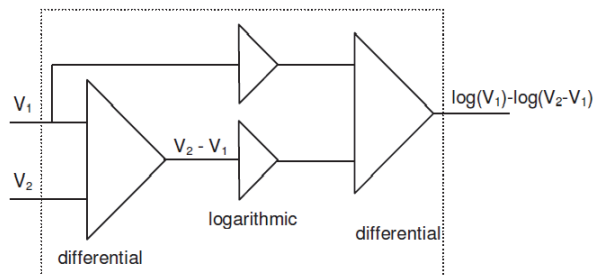 V1
V2
V2 - V1
log(V1)-log(V2-V1)
logarithmic
differential
differential